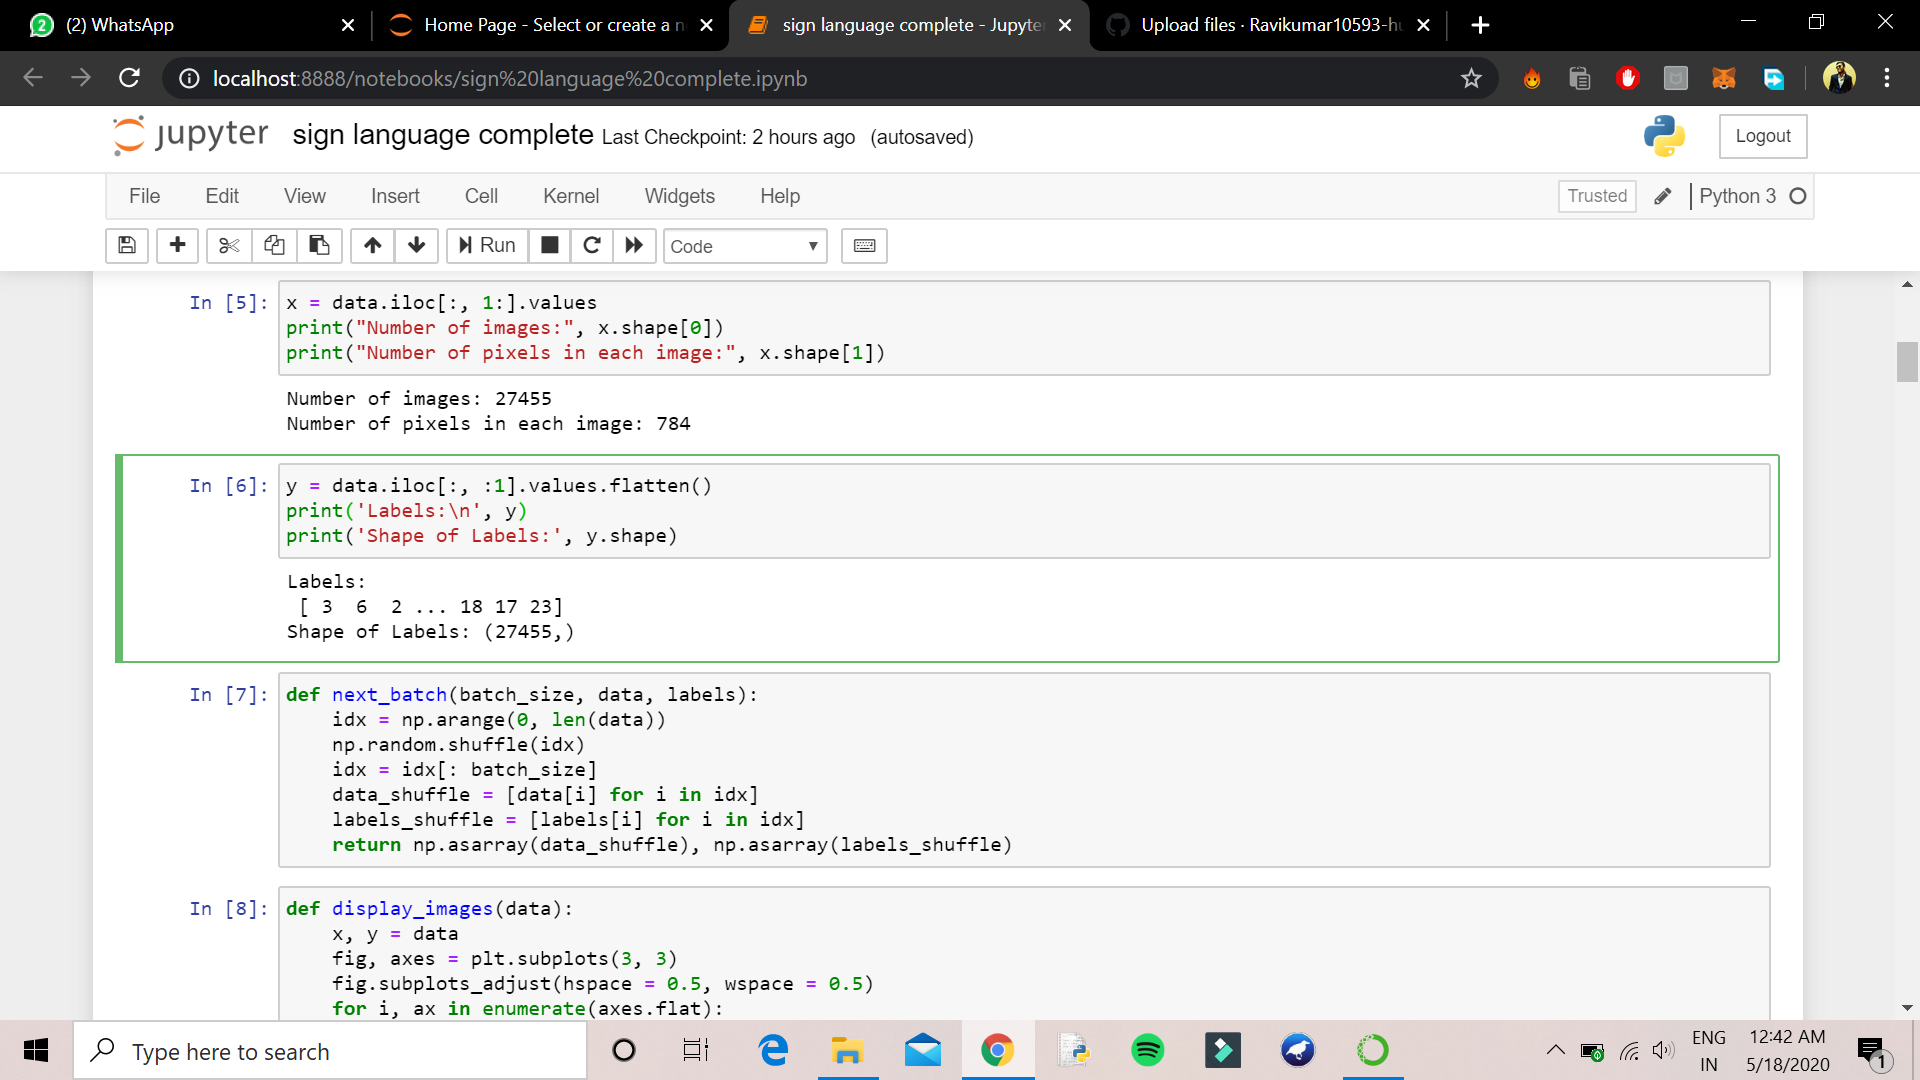 (2) WhatsApp
Home Page - Select or create a n
sign language complete - Jupyte
Upload files · Ravikumar10593-hu
localhost:8888/notebooks/sign%20language%20complete.ipynb
jupyter sign language complete Last Checkpoint: 2 hours ago (autosaved)
Logout
File Edit View Insert Cell Kernel Widgets Help
Trusted Python 3
Run Code
In [5]: x = data.iloc[:, 1:].values
print("Number of images:", x.shape[0])
print("Number of pixels in each image:", x.shape[1])
Number of images: 27455
Number of pixels in each image: 784
In [6]: y = data.iloc[:, :1].values.flatten()
print('Labels:\n', y)
print('Shape of Labels:', y.shape)
Labels:
[ 3 6 2 ... 18 17 23]
Shape of Labels: (27455,)
In [7]: def next_batch(batch_size, data, labels):
idx = np.arange(0, len(data))
np.random.shuffle(idx)
idx = idx[: batch_size]
data_shuffle = [data[i] for i in idx]
labels_shuffle = [labels[i] for i in idx]
return np.asarray(data_shuffle), np.asarray(labels_shuffle)
In [8]: def display_images(data):
x, y = data
fig, axes = plt.subplots(3, 3)
fig.subplots_adjust(hspace = 0.5, wspace = 0.5)
for i, ax in enumerate(axes.flat):
Type here to search
ENG
IN
12:42 AM
5/18/2020
1